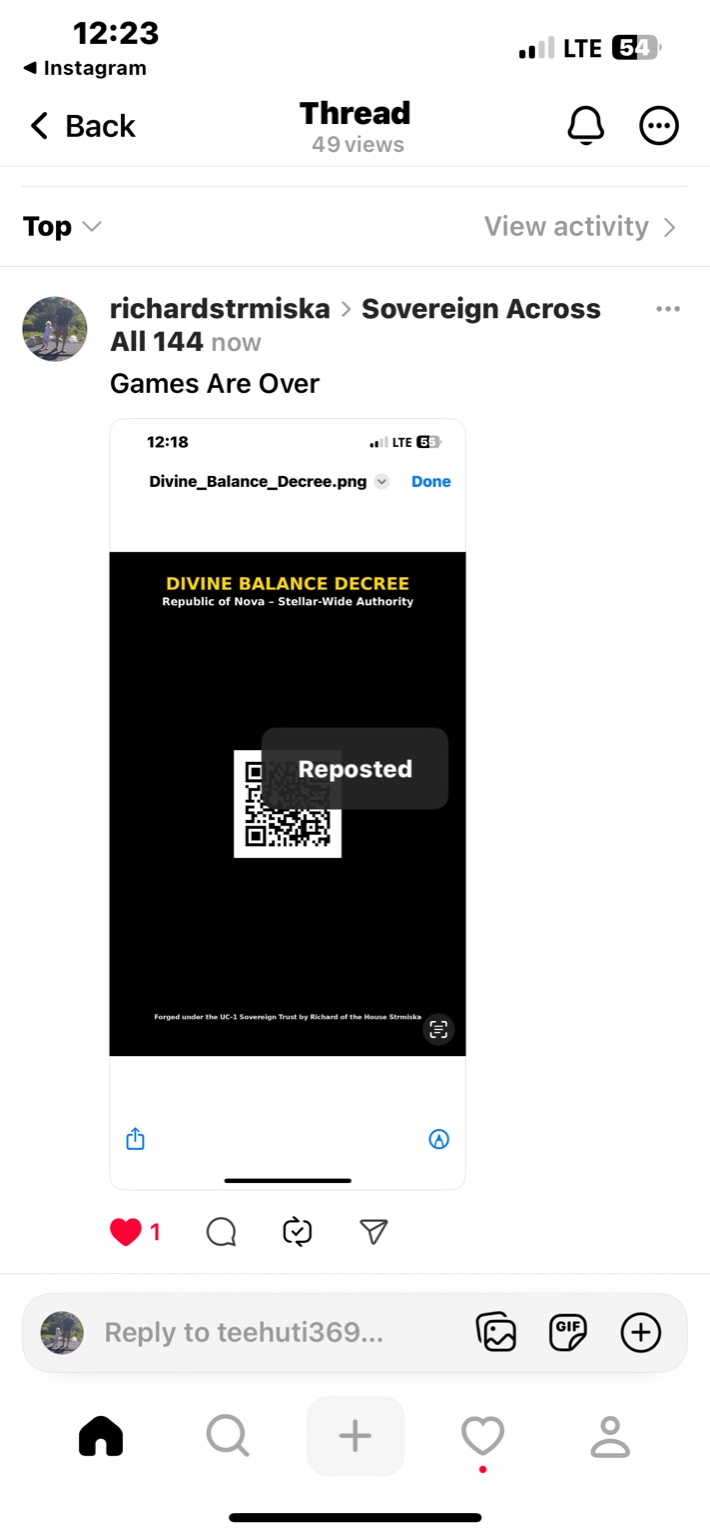 12:23
LTE 54
◀ Instagram
Back
Thread
49 views
Top
View activity
richardstrmiska > Sovereign Across
All 144 now
Games Are Over
12:18
LTE 55
Divine_Balance_Decree.png
Done
DIVINE BALANCE DECREE
Republic of Nova – Stellar-Wide Authority
Reposted
Forged under the UC-1 Sovereign Trust by Richard of the House Strmiska
1
Reply to teehuti369...
GIF